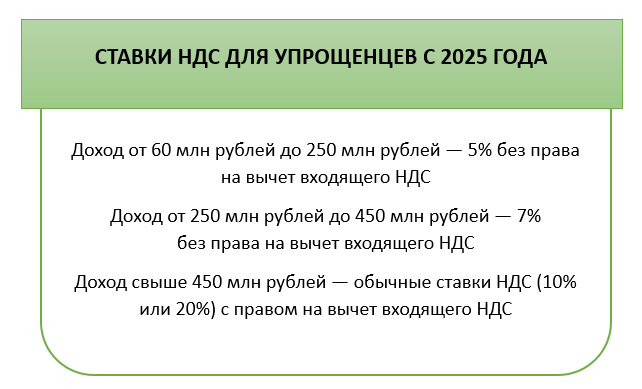 СТАВКИ НДС ДЛЯ УПРОЩЕНЦЕВ С 2025 ГОДА
Доход от 60 млн рублей до 250 млн рублей — 5% без права
на вычет входящего НДС
Доход от 250 млн рублей до 450 млн рублей — 7%
без права на вычет входящего НДС
Доход свыше 450 млн рублей — обычные ставки НДС (10%
или 20%) с правом на вычет входящего НДС